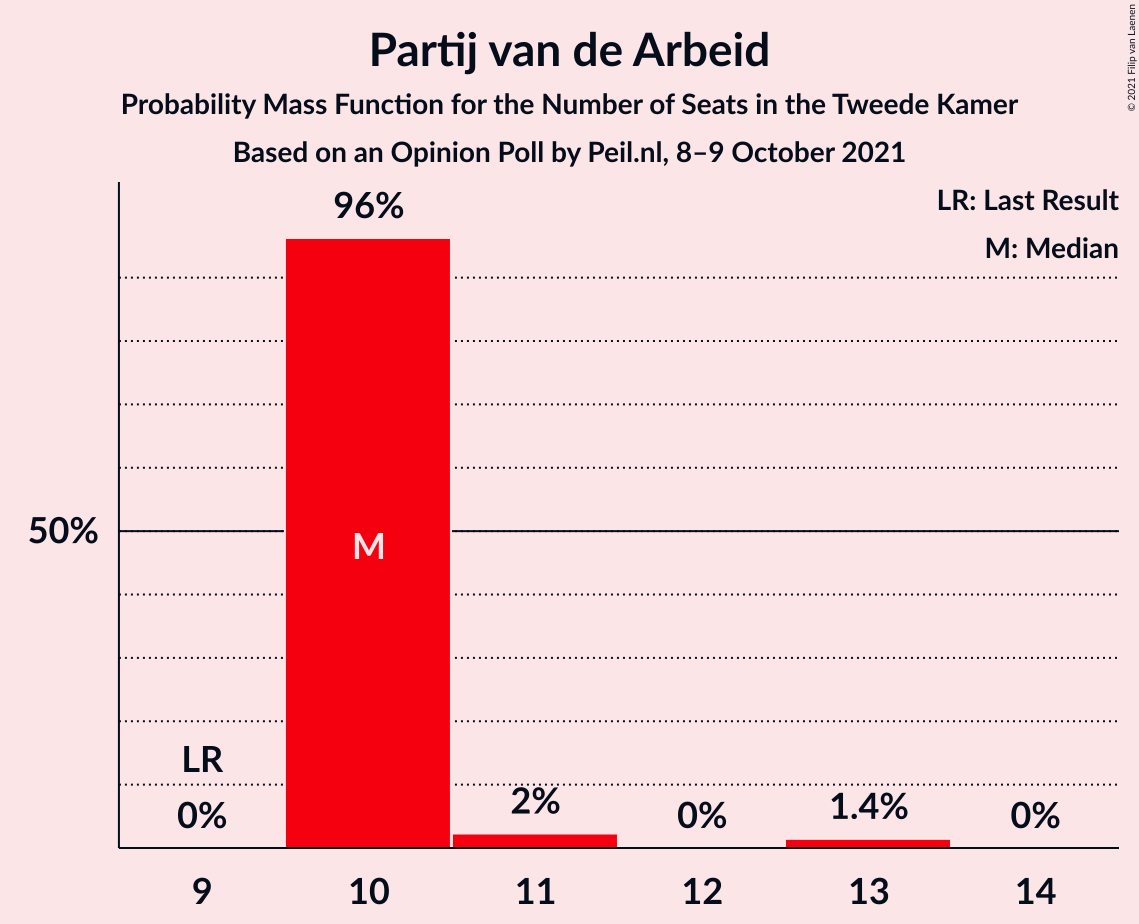 Partij van de Arbeid
Probability Mass Function for the Number of Seats in the Tweede Kamer
Based on an Opinion Poll by Peil.nl, 8–9 October 2021
© 2021 Filip van Laenen
LR: Last Result
M: Median
96%
50%
M
LR
0%
2%
0%
1.4%
0%
9
10
11
12
13
14